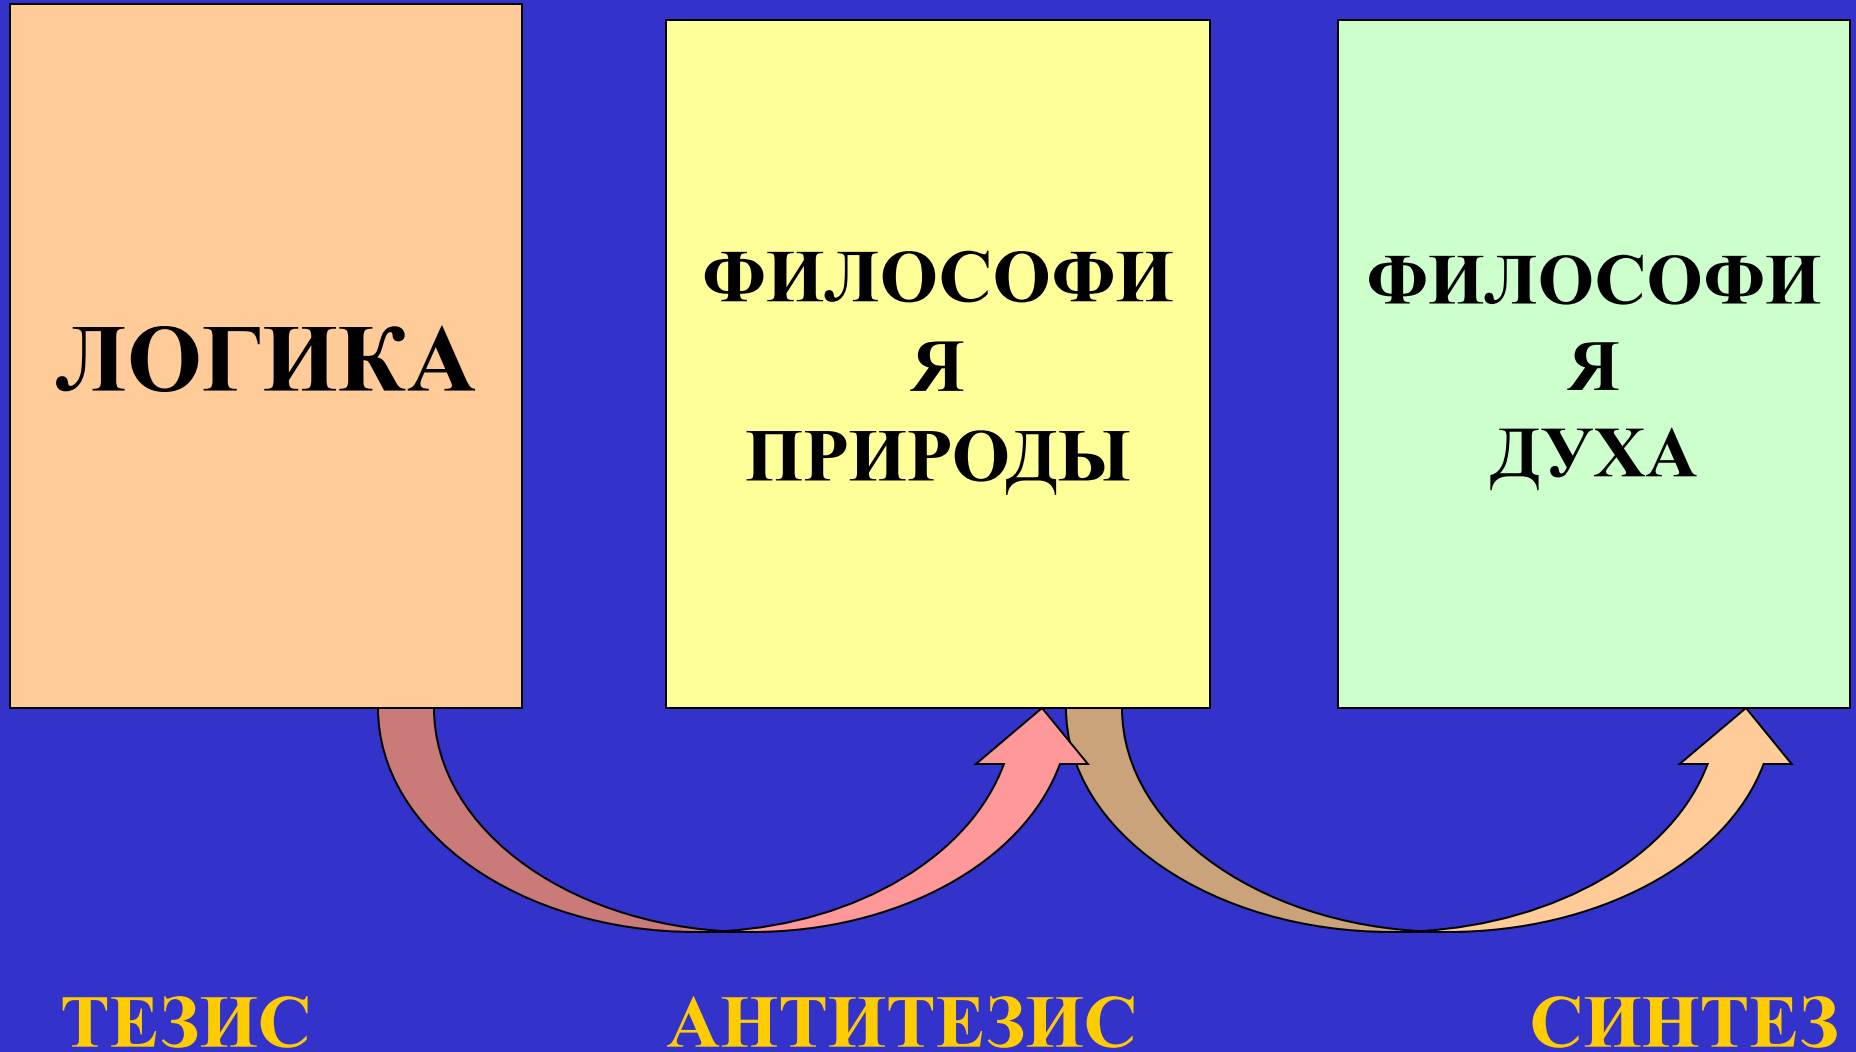 ЛОГИКА
ФИЛОСОФИ
Я
ПРИРОДЫ
ФИЛОСОФИ
Я
ДУХА
ТЕЗИС
АНТИТЕЗИС
СИНТЕЗ